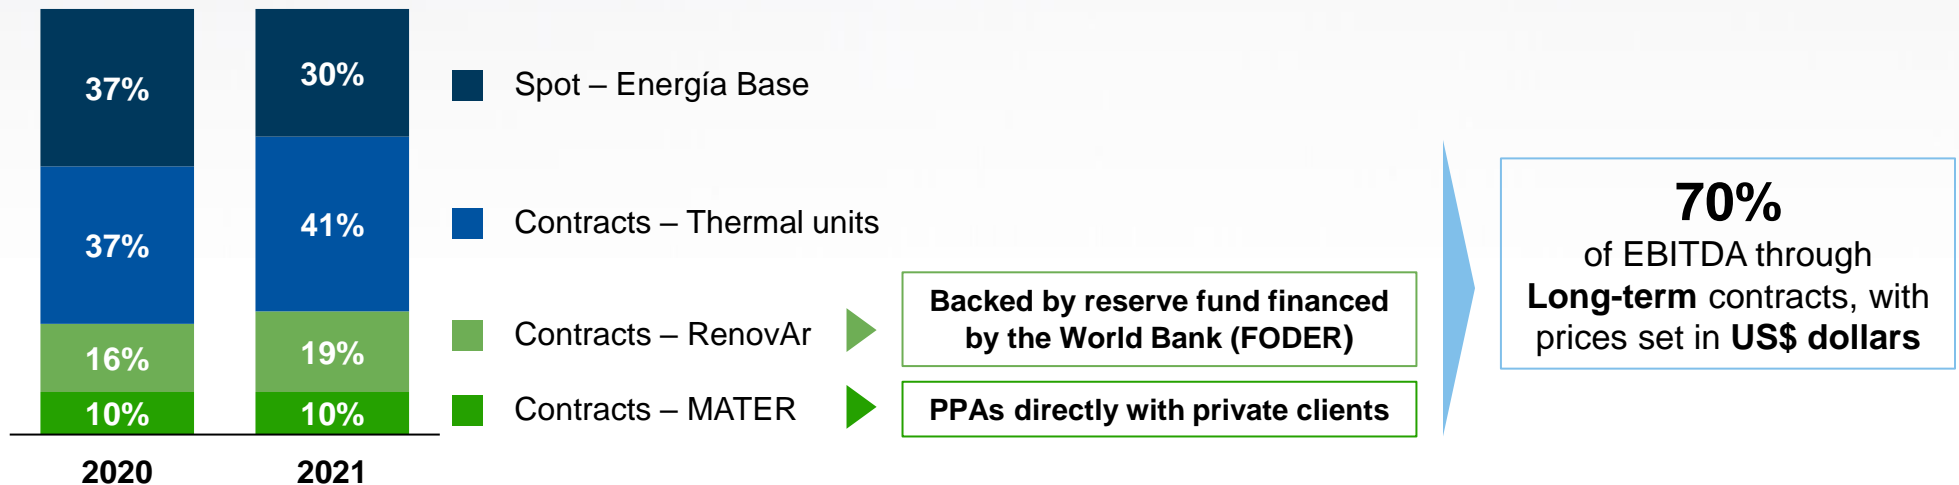 37%
37%
16%
10%
2020
30%
41%
19%
10%
2021
Spot – Energía Base
Contracts – Thermal units
Contracts – RenovAr
Contracts – MATER
Backed by reserve fund financed
by the World Bank (FODER)
PPAs directly with private clients
70%
of EBITDA through
Long-term contracts, with
prices set in US$ dollars